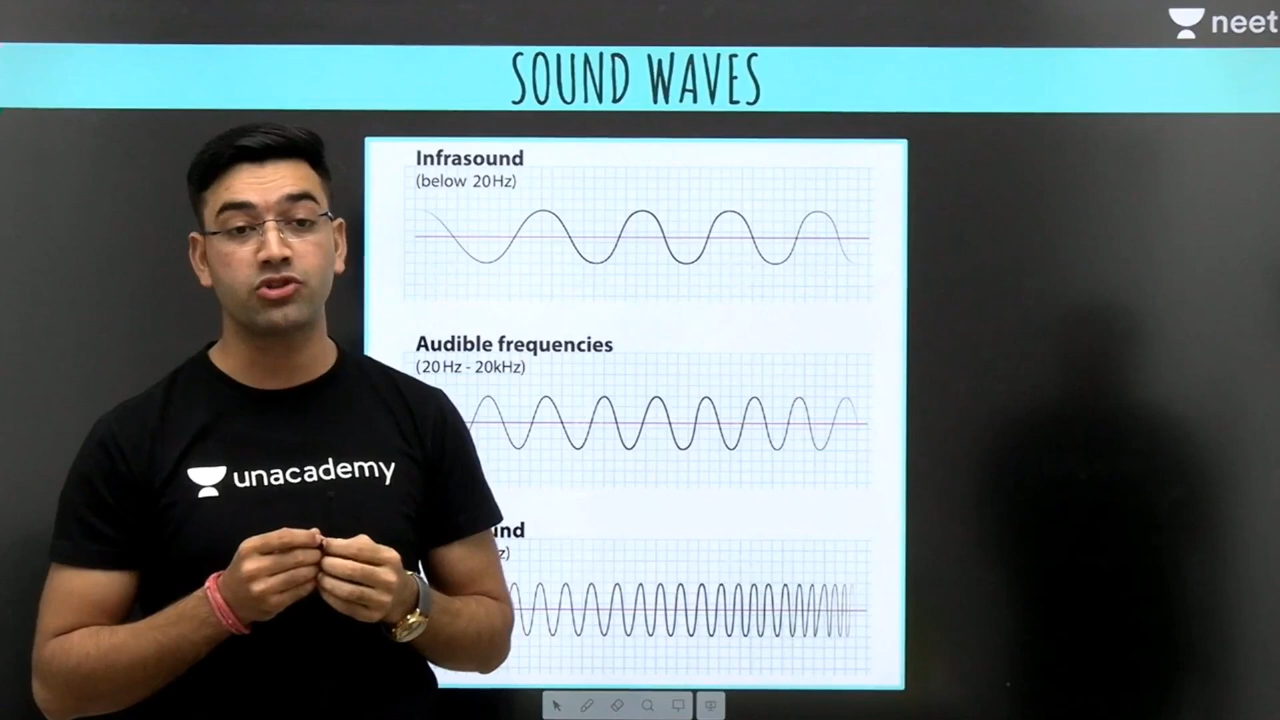 neet
SOUND WAVES
Infrasound
(below 20Hz)
Audible frequencies
(20Hz - 20kHz)
unacademy
und
z)